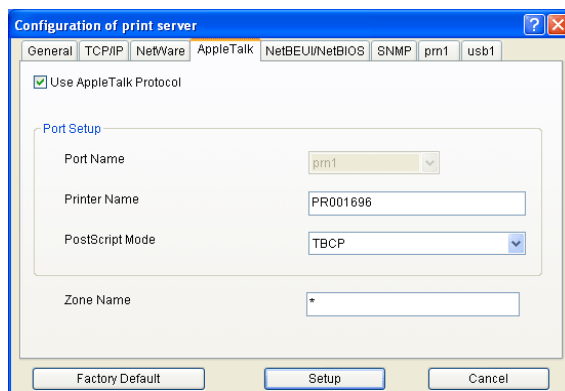 Configuration of print server
General TCP/IP NetWare AppleTalk NetBEUI/NetBIOS SNMP prn1 usb1
Use AppleTalk Protocol
Port Setup
Port Name prn1
Printer Name PR001696
PostScript Mode TBCP
Zone Name *
Factory Default Setup Cancel